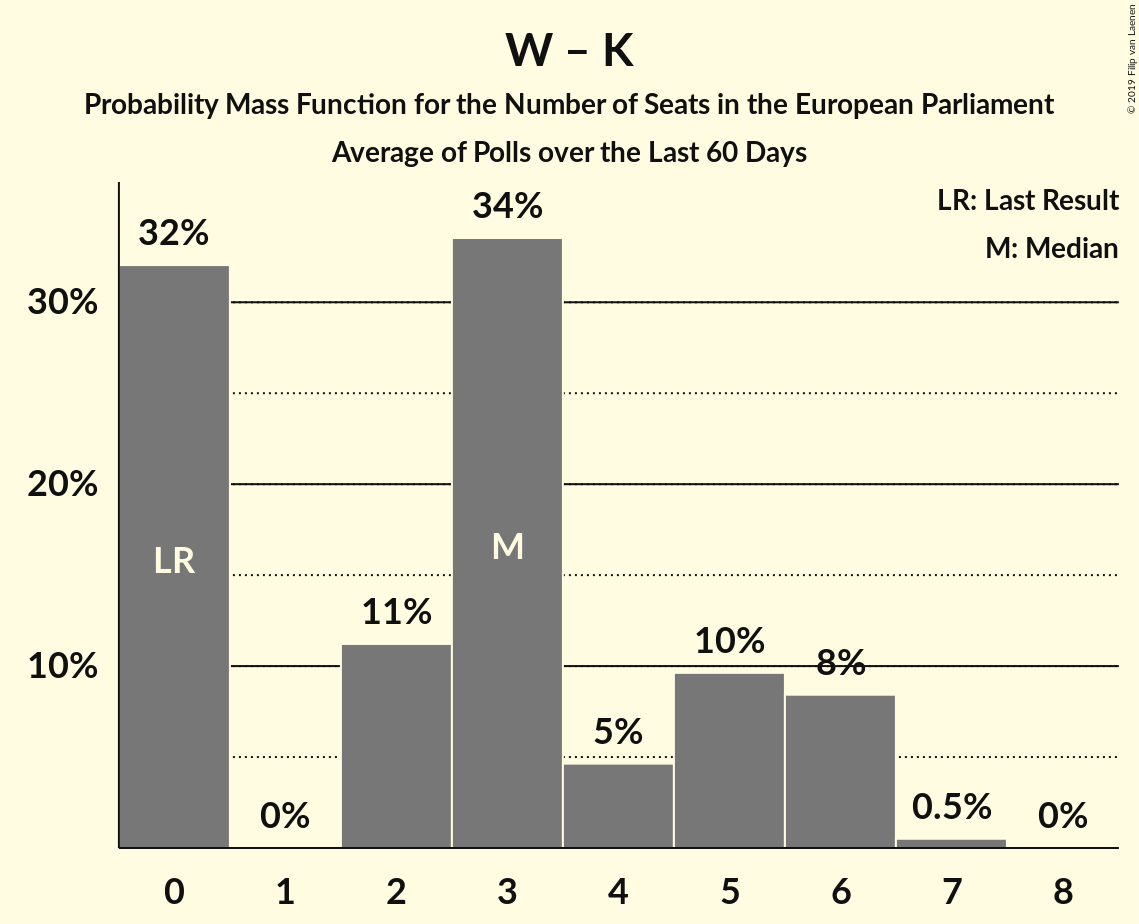 W – K
Probability Mass Function for the Number of Seats in the European Parliament
Average of Polls over the Last 60 Days
© 2019 Filip van Laenen
LR: Last Result
M: Median
32%
0%
11%
34%
5%
10%
8%
0.5%
0%
30%
20%
10%
LR
M
0 1 2 3 4 5 6 7 8